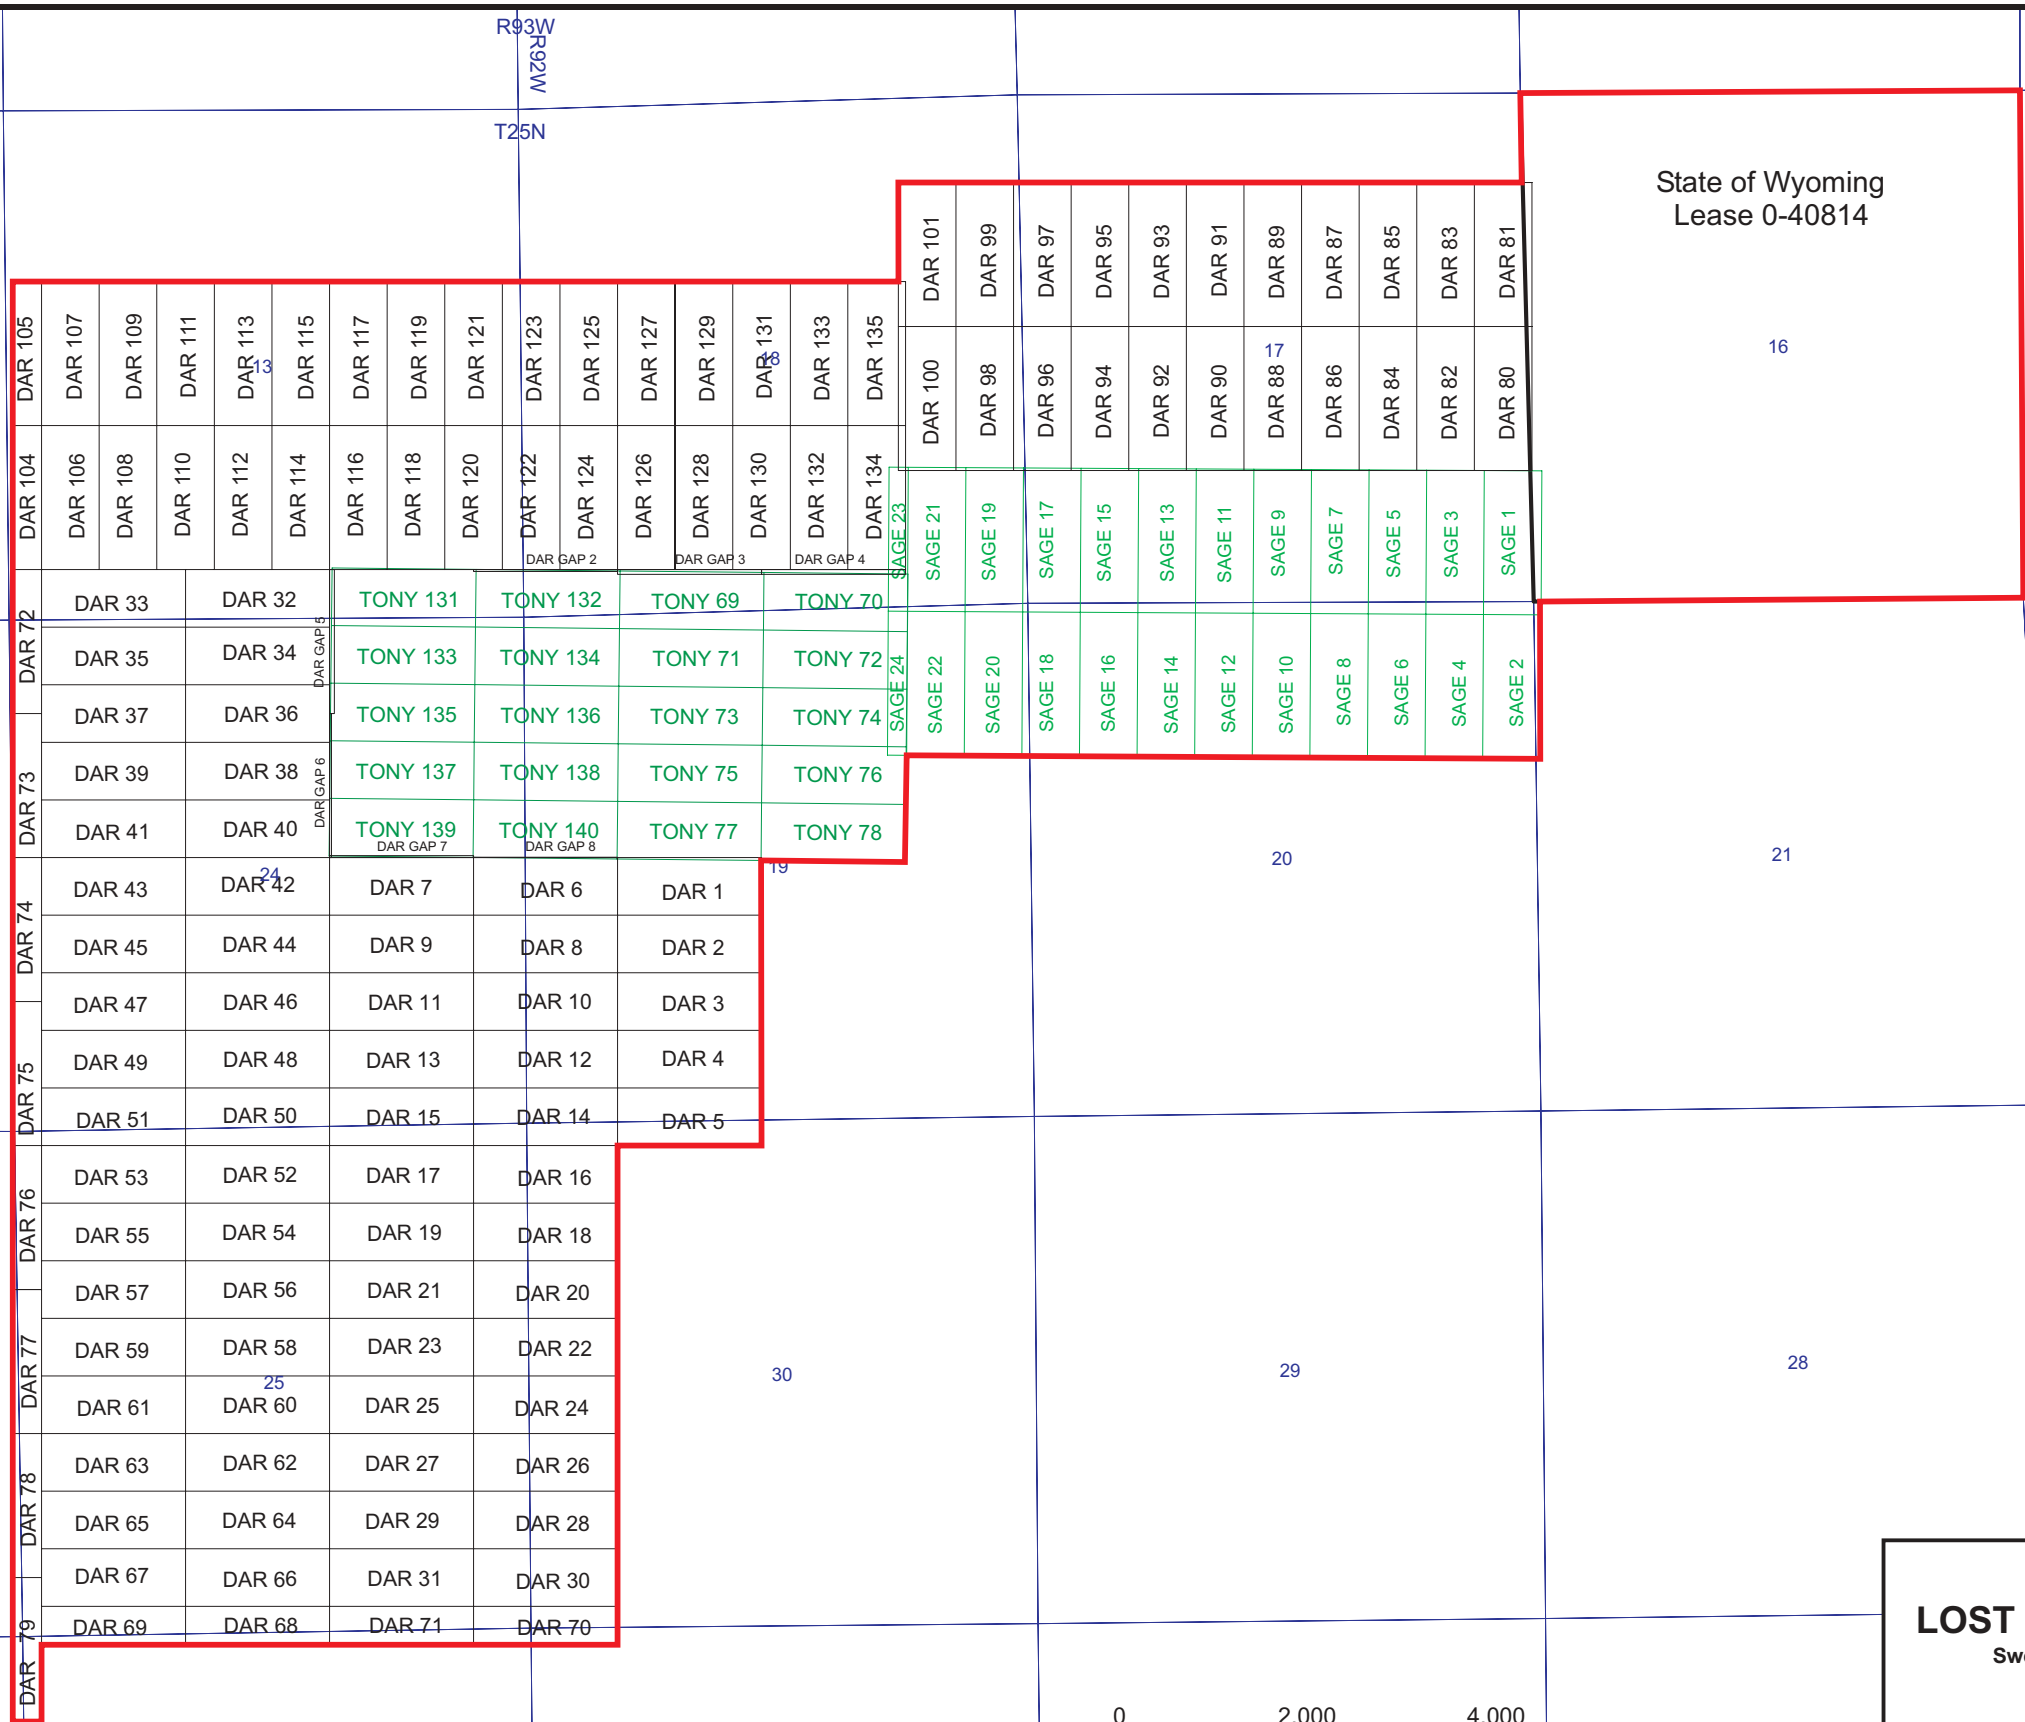 R93W
R92W
T25N
State of Wyoming
Lease 0-40814
16
DAR 101
DAR 99
DAR 97
DAR 95
DAR 93
DAR 91
DAR 89
DAR 87
DAR 85
DAR 83
DAR 81
DAR 105
DAR 107
DAR 109
DAR 111
DAR 113
13
DAR 115
DAR 117
DAR 119
DAR 121
DAR 123
DAR 125
DAR 127
DAR 129
DAR 131
18
DAR 133
DAR 135
DAR 100
DAR 98
DAR 96
DAR 94
DAR 92
DAR 90
17
DAR 88
DAR 86
DAR 84
DAR 82
DAR 80
DAR 104
DAR 106
DAR 108
DAR 110
DAR 112
DAR 114
DAR 116
DAR 118
DAR 120
DAR 122
DAR 124
DAR 126
DAR 128
DAR 130
DAR 132
DAR 134
DAR GAP 2
DAR GAP 3
DAR GAP 4
SAGE 23
SAGE 21
SAGE 19
SAGE 17
SAGE 15
SAGE 13
SAGE 11
SAGE 9
SAGE 7
SAGE 5
SAGE 3
SAGE 1
DAR 72
DAR 33
DAR 32
TONY 131
TONY 132
TONY 69
TONY 70
DAR 35
DAR 34
DAR GAP 5
TONY 133
TONY 134
TONY 71
TONY 72
SAGE 24
SAGE 22
SAGE 20
SAGE 18
SAGE 16
SAGE 14
SAGE 12
SAGE 10
SAGE 8
SAGE 6
SAGE 4
SAGE 2
DAR 37
DAR 36
TONY 135
TONY 136
TONY 73
TONY 74
DAR 73
DAR 39
DAR 38
DAR GAP 6
TONY 137
TONY 138
TONY 75
TONY 76
DAR 41
DAR 40
TONY 139
TONY 140
TONY 77
TONY 78
DAR GAP 7
DAR GAP 8
24
19
20
21
DAR 74
DAR 43
DAR 42
DAR 7
DAR 6
DAR 1
DAR 45
DAR 44
DAR 9
DAR 8
DAR 2
DAR 47
DAR 46
DAR 11
DAR 10
DAR 3
DAR 75
DAR 49
DAR 48
DAR 13
DAR 12
DAR 4
DAR 51
DAR 50
DAR 15
DAR 14
DAR 5
DAR 76
DAR 53
DAR 52
DAR 17
DAR 16
DAR 55
DAR 54
DAR 19
DAR 18
DAR 57
DAR 56
DAR 21
DAR 20
DAR 77
DAR 59
DAR 58
DAR 23
DAR 22
25
30
29
28
DAR 61
DAR 60
DAR 25
DAR 24
DAR 78
DAR 63
DAR 62
DAR 27
DAR 26
DAR 65
DAR 64
DAR 29
DAR 28
DAR 67
DAR 66
DAR 31
DAR 30
DAR 79
DAR 69
DAR 68
DAR 71
DAR 70
LOST
Swe
0 2,000 4,000